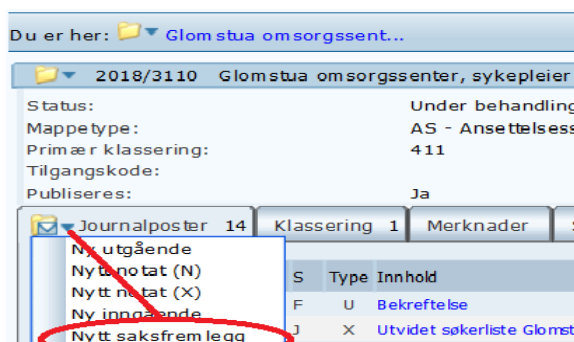 Du er her: Glomstua omsorgssent...
2018/3110 Glomstua omsorgssenter, sykepleier
Status: Under behandling
Mappetype: AS - Ansettelsess
Primær klassering: 411
Tilgangskode:
Publiseres: Ja
Journalposter 14 Klassering 1 Merknader S
Ny utgående
Nytt notat (N) S Type Innhold
Nytt notat (X) F U Bekreftelse
Ny inngående
Nytt saksfremlegg J X Utvidet søkerliste Glomst